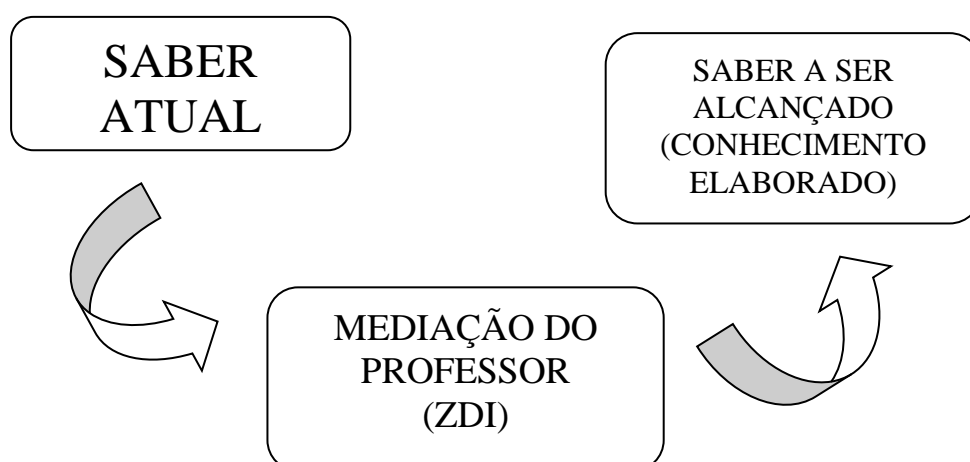 SABER
ATUAL
SABER A SER
ALCANÇADO
(CONHECIMENTO
ELABORADO)
MEDIAÇÃO DO
PROFESSOR
(ZDI)